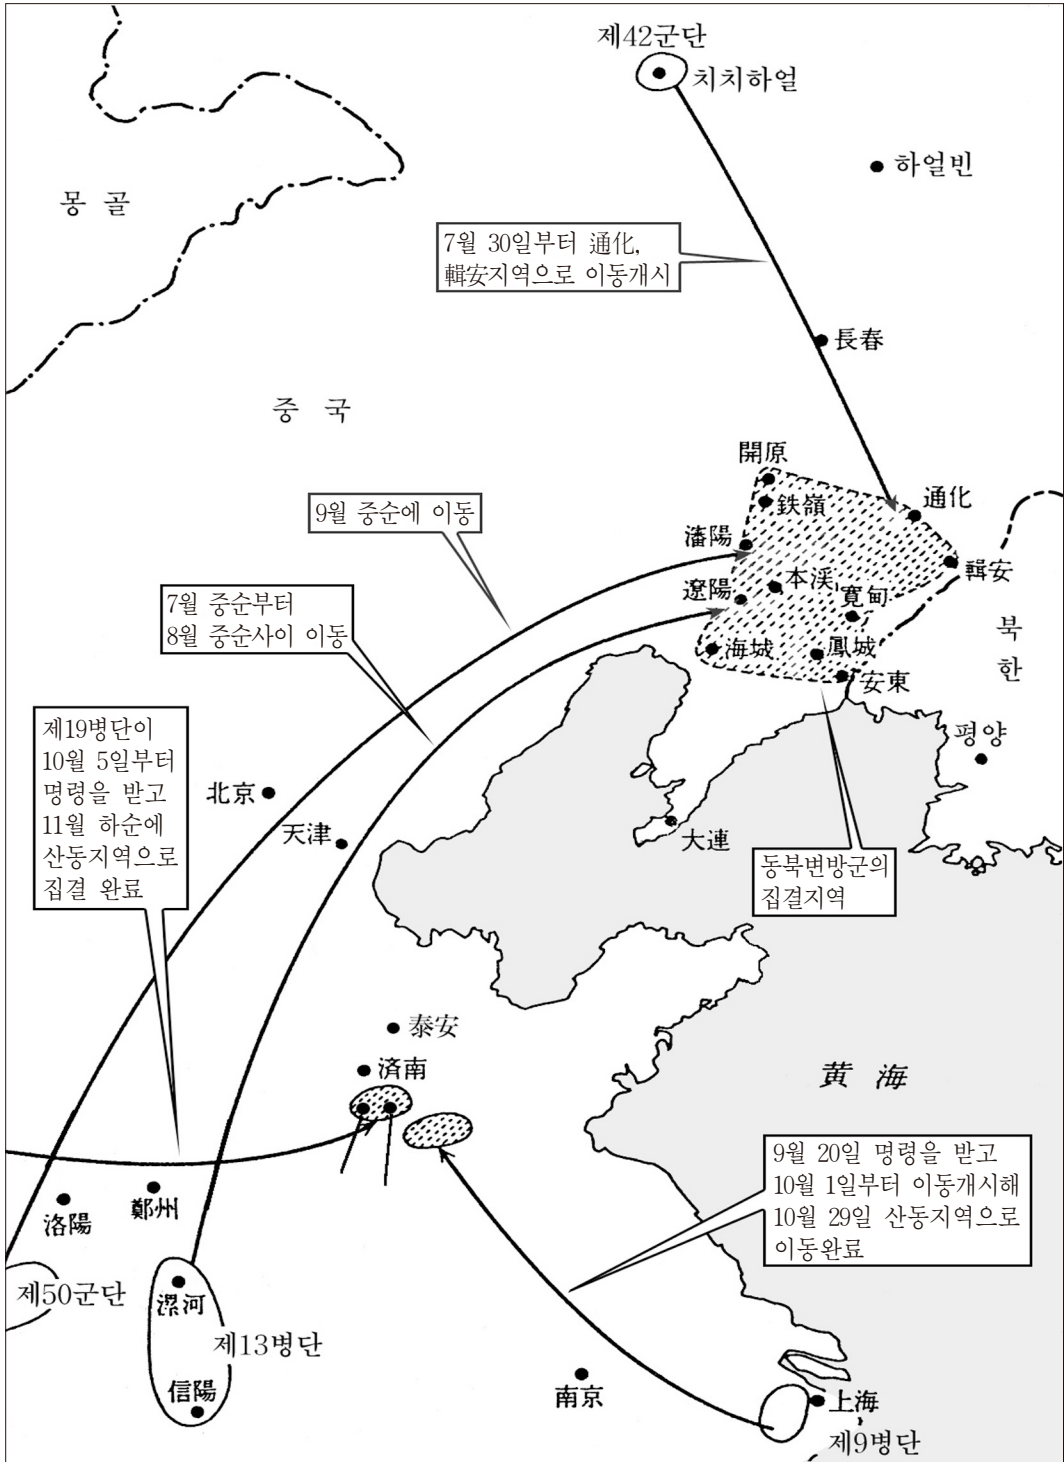 제42군단
치치하얼
하얼빈
몽 골
7월 30일부터 通化,
輯安지역으로 이동개시
長春
중 국
開原
鉄嶺
通化
9월 중순에 이동
瀋陽
輯安
本渓
遼陽
寛甸
7월 중순부터
8월 중순사이 이동
북
한
海城
鳳城
安東
제19병단이
10월 5일부터
명령을 받고
11월 하순에
산동지역으로
집결 완료
평양
北京
天津
大連
동북변방군의
집결지역
泰安
済南
黄 海
9월 20일 명령을 받고
10월 1일부터 이동개시해
10월 29일 산동지역으로
이동완료
洛陽
鄭州
제50군단
漯河
제13병단
信陽
南京
上海
제9병단